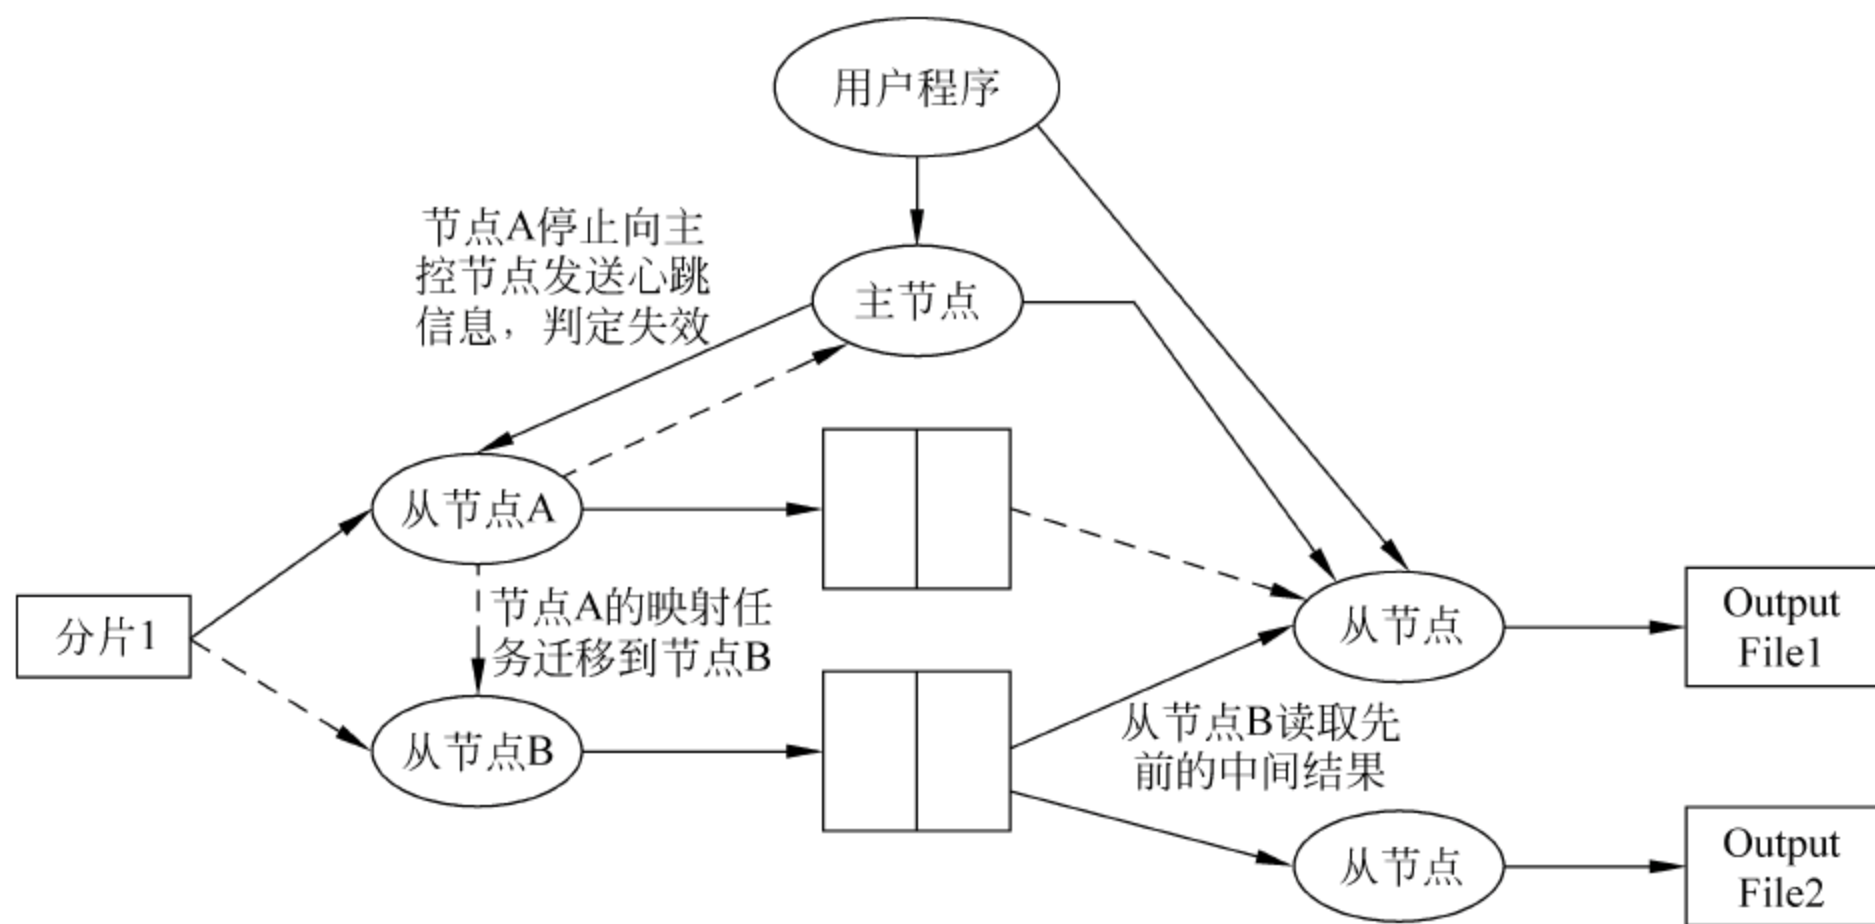 用户程序
节点A停止向主
控节点发送心跳
信息，判定失效
主节点
从节点A
分片1
节点A的映射任
务迁移到节点B
从节点B
从节点
Output
File1
从节点B读取先
前的中间结果
从节点
Output
File2